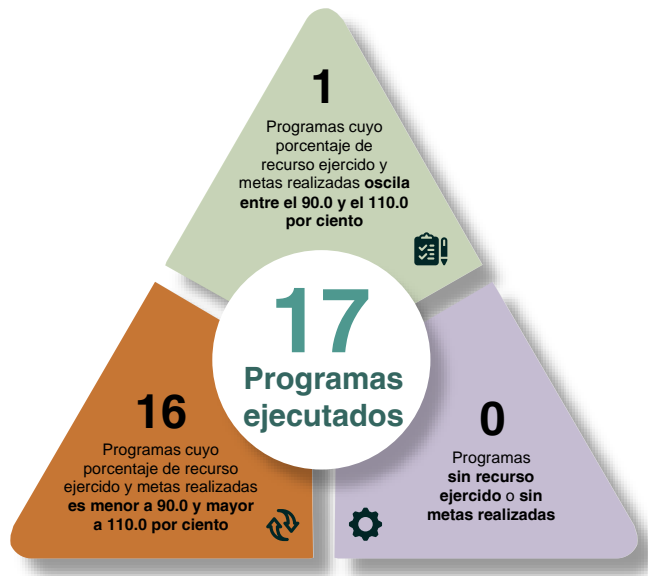 1
Programas cuyo
porcentaje de
recurso ejercido y
metas realizadas oscila
entre el 90.0 y el 110.0
por ciento
17
Programas
ejecutados
16
Programas cuyo
porcentaje de recurso
ejercido y metas realizadas
es menor a 90.0 y mayor
a 110.0 por ciento
0
Programas
sin recurso
ejercido o sin
metas realizadas